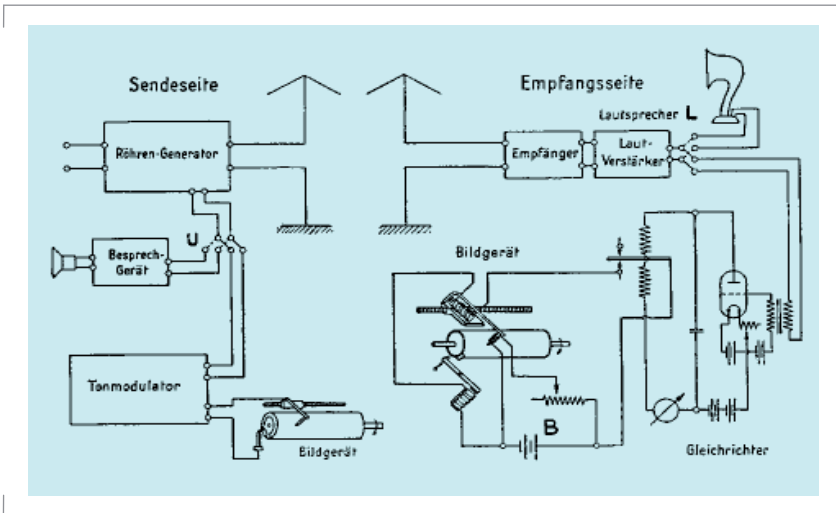 Sendeseite
Röhren-Generator
U
Besprech-
Gerät
Tonmodulator
Bildgerät
Empfangsseite
Lautsprecher L
Empfänger
Laut-
Verstärker
Bildgerät
B
Gleichrichter